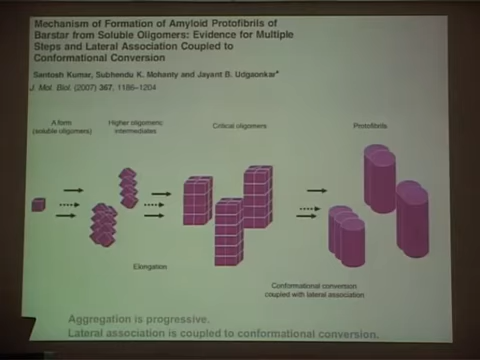 Mechanism of Formation of Amyloid Protofibrils of
Barstar from Soluble Oligomers: Evidence for Multiple
Steps and Lateral Association Coupled to
Conformational Conversion
Santosh Kumar, Subhendu K. Mohanty and Jayant B. Udgaonkar*
J. Mol. Biol. (2007) 367, 1186–1204
A form
(soluble oligomers)
Higher oligomeric
intermediates
Critical oligomers
Protofibrils
Elongation
Conformational conversion
coupled with lateral association
Aggregation is progressive.
Lateral association is coupled to conformational conversion.